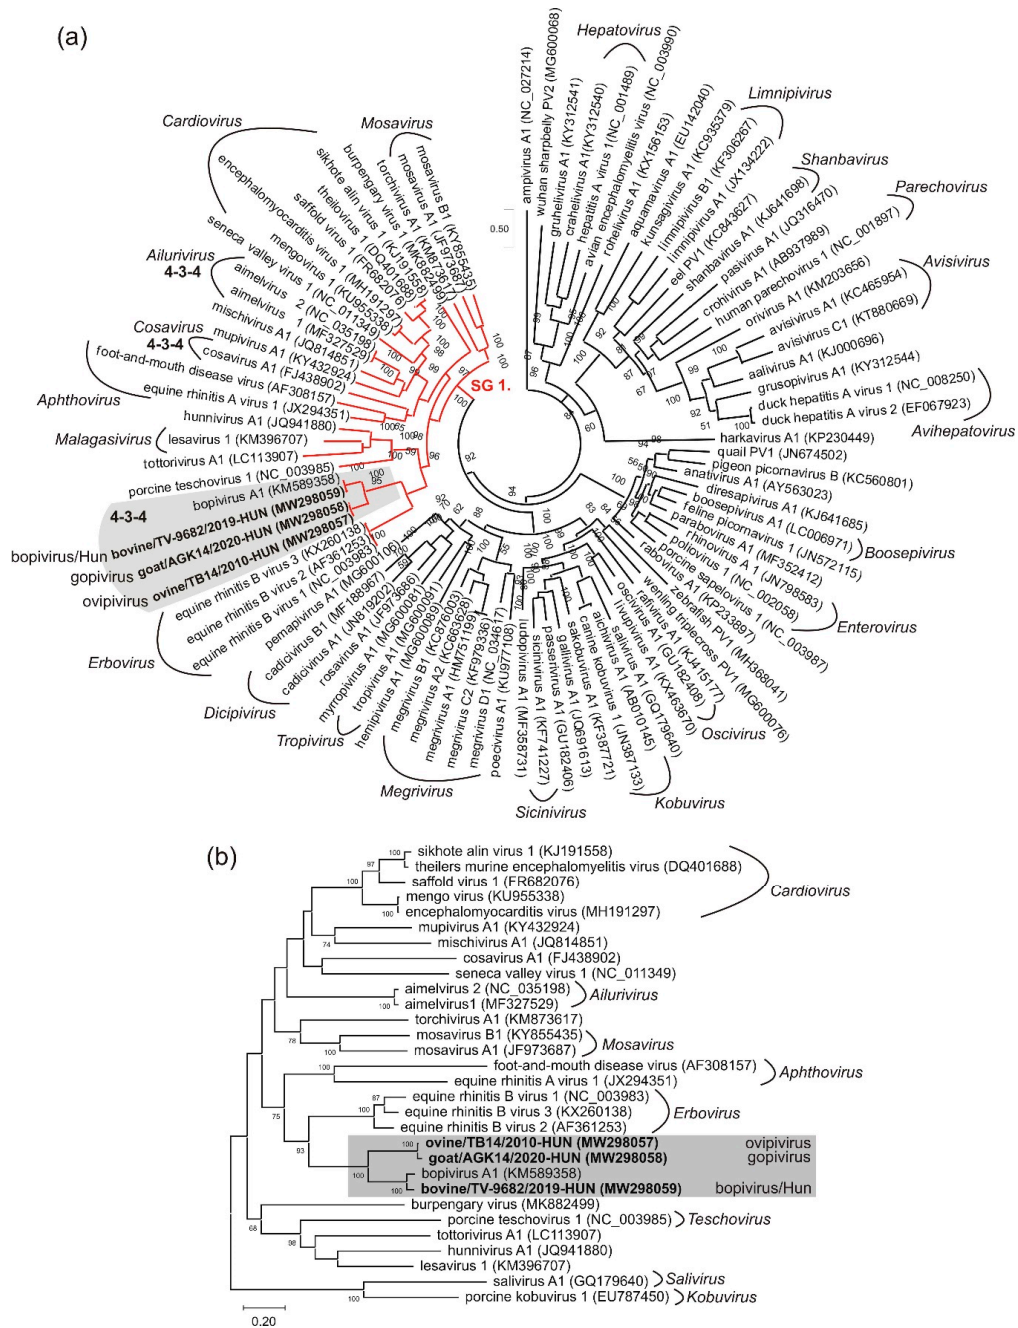 (a)
Hepatovirus
Limnipivirus
Shanbavirus
Parechovirus
Avisivirus
Avihepatovirus
Boosepivirus
Enterovirus
Oscivirus
Kobuvirus
Sicinivirus
Megrivirus
Tropivirus
Dicipivirus
Erbovirus
Malagasivirus
Aphthovirus
Cosavirus
4-3-4
Ailurivirus
4-3-4
Cardiovirus
Mosavirus
0.50
SG 1.
ampivirus A1 (NC_027214)
wuhan sharpbelly PV2 (MG600068)
gruhelivirus A1 (KY312541)
crahelivirus A1(KY312540)
hepatitis A virus 1(NC_001489)
avian encephalomyelitis virus (NC_003990)
rohelivirus A1 (KX156153)
aquamavirus A1 (EU142040)
kunsagivirus A1 (KC935379)
limnipivirus B1 (KF306267)
limnipivirus A1 (JX134222)
eel PV1 (KC843627)
shanbavirus A1 (KJ641698)
pasivirus A1 (JQ316470)
crohivirus A1 (AB937989)
human parechovirus 1 (NC_001897)
orivirus A1 (KM203656)
avisivirus A1 (KC465954)
avisivirus C1 (KT880669)
aalivirus A1 (KJ000696)
grusopivirus A1 (KY312544)
duck hepatitis A virus 1 (NC_008250)
duck hepatitis A virus 2 (EF067923)
harkavirus A1 (KP230449)
quail PV1 (JN674502)
pigeon picornavirus B (KC560801)
anativirus A1 (AY563023)
diresapivirus A1 (KJ641685)
boosepivirus A1 (LC006971)
feline picornavirus 1 (JN572115)
parabovirus A1 (MF352412)
rhinovirus A1 (JN798583)
poliovirus 1 (NC_002058)
porcine sapelovirus 1 (NC_003987)
rabovirus A1 (KP233897)
zebrafish PV1 (MH368041)
wenling triplecross PV1 (MG600076)
rafivirus A1 (KJ415177)
oscivirus A1 (GU182408)
livupivirus A1 (KX463670)
salivirus A1 (GQ179640)
aichivirus A1 (AB010145)
canine kobuvirus 1 (JN387133)
sakobuvirus A1 (KF387721)
gallivirus A1 (JQ691613)
passerivirus A1 (GU182406)
sicinivirus A1 (KF741227)
ludopivirus A1 (MF358731)
poecivirus A1 (KU977108)
megrivirus D1 (NC_034617)
megrivirus C2 (KF979336)
megrivirus A1 (HM751199)
megrivirus A2 (KC663628)
megrivirus B1 (KC876003)
hemipivirus A1 (MG600089)
tropivirus A1 (MG600091)
myrropivirus A1 (MG600081)
rosavirus A1 (JF973686)
cadicivirus A1 (JN819202)
cadicivirus B1 (MF188967)
pemapivirus A1 (MG600106)
equine rhinitis B virus 1 (NC_003983)
equine rhinitis B virus 2 (AF361253)
equine rhinitis B virus 3 (KX260138)
ovipivirus
ovine/TB14/2010-HUN (MW298057)
gopivirus
goat/AGK14/2020-HUN (MW298058)
bopivirus/Hun
bovine/TV-9682/2019-HUN (MW298059)
4-3-4
bopivirus A1 (KM589358)
porcine teschovirus 1 (NC_003985)
tottorivirus A1 (LC113907)
lesavirus 1 (KM396707)
hunnivirus A1 (JQ941880)
equine rhinitis A virus 1 (JX294351)
foot-and-mouth disease virus (AF308157)
cosavirus A1 (FJ438902)
mupivirus A1 (KY432924)
mischivirus A1 (JQ814851)
aimelvirus 1 (MF327529)
aimelvirus 2 (NC_035198)
seneca valley virus 1 (NC_011349)
mengovirus 1 (KU955338)
encephalomyocarditis virus 1 (MH191297)
saffold virus 1 (FR682076)
theilovirus 1 (DQ401688)
sikhote alin virus 1 (KJ191558)
burpengary virus 1 (MK882499)
torchivirus A1 (KM873617)
mosavirus A1 (JF973687)
mosavirus B1 (KY855435)
(b)
sikhote alin virus 1 (KJ191558)
theilers murine encephalomyelitis virus (DQ401688)
saffold virus 1 (FR682076)
mengo virus (KU955338)
encephalomyocarditis virus (MH191297)
Cardiovirus
mupivirus A1 (KY432924)
mischivirus A1 (JQ814851)
cosavirus A1 (FJ438902)
seneca valley virus 1 (NC_011349)
aimelvirus 2 (NC_035198)
aimelvirus1 (MF327529)
Ailurivirus
torchivirus A1 (KM873617)
mosavirus B1 (KY855435)
mosavirus A1 (JF973687)
Mosavirus
foot-and-mouth disease virus (AF308157)
equine rhinitis A virus 1 (JX294351)
Aphthovirus
equine rhinitis B virus 1 (NC_003983)
equine rhinitis B virus 3 (KX260138)
equine rhinitis B virus 2 (AF361253)
Erbovirus
ovine/TB14/2010-HUN (MW298057) ovipivirus
goat/AGK14/2020-HUN (MW298058) gopivirus
bopivirus A1 (KM589358)
bovine/TV-9682/2019-HUN (MW298059) bopivirus/Hun
burpengary virus (MK882499)
porcine teschovirus 1 (NC_003985) Teschovirus
tottorivirus A1 (LC113907)
hunnivirus A1 (JQ941880)
lesavirus 1 (KM396707)
salivirus A1 (GQ179640) Salivirus
porcine kobuvirus 1 (EU787450) Kobuvirus
100
97
100
100
74
100
78
100
100
75
87
100
93
100
100
100
68
98
100
0.20